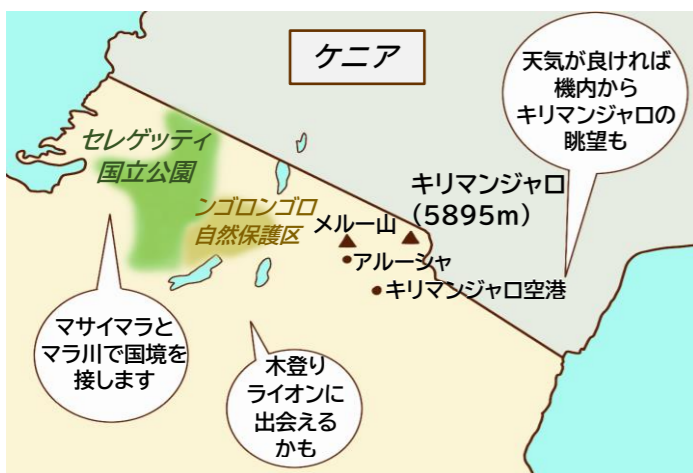 ケニア
天気が良ければ
機内から
キリマンジャロの
眺望も
セレゲッティ
国立公園
ンゴロンゴロ
自然保護区
キリマンジャロ
（5895m）
メルー山
アルーシャ
キリマンジャロ空港
マサイマラと
マラ川で国境を
接します
木登り
ライオンに
出会える
かも